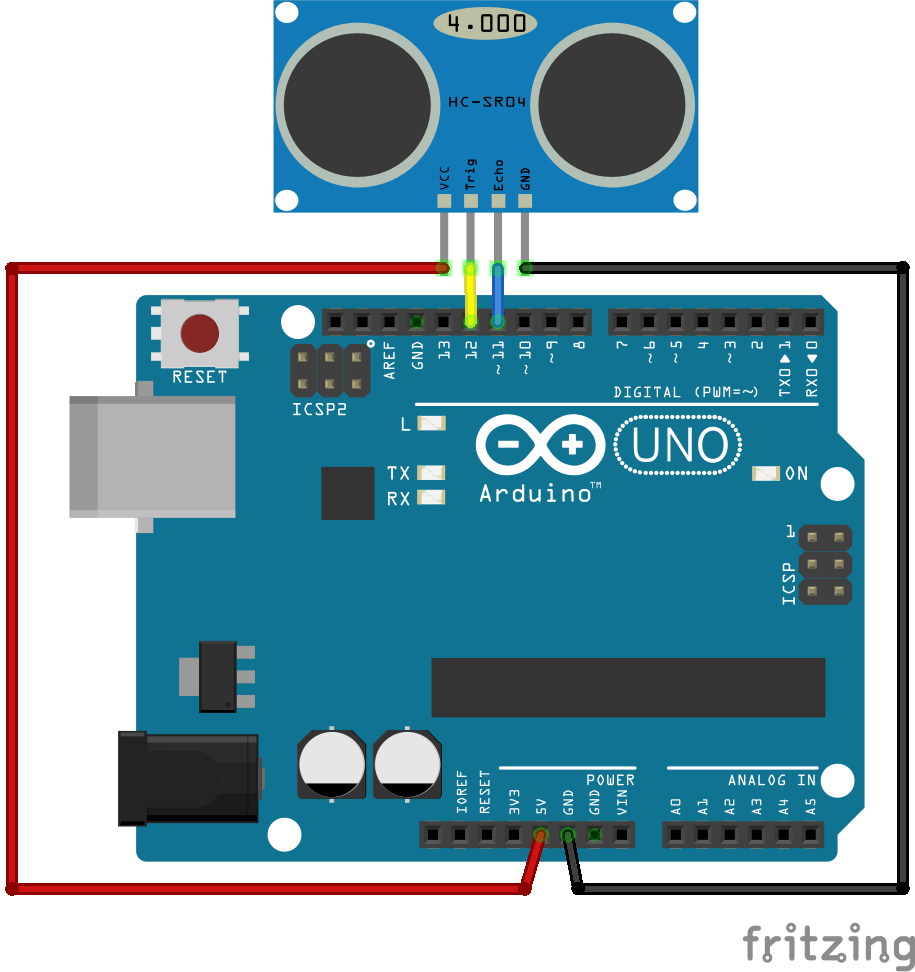 4.000
HC-SR04
VCC
Trig
Echo
GND
RESET
ICSP2
AREF
GND
13
12
~11
~10
~9
8
7
~6
~5
4
~3
2
TX0▶1
RX0◀0
DIGITAL (PWM=~)
L
TX
RX
UNO
Arduino™
ON
1
ICSP
IOREF
RESET
3V3
5V
GND
GND
VIN
POWER
ANALOG IN
A0
A1
A2
A3
A4
A5
fritzing